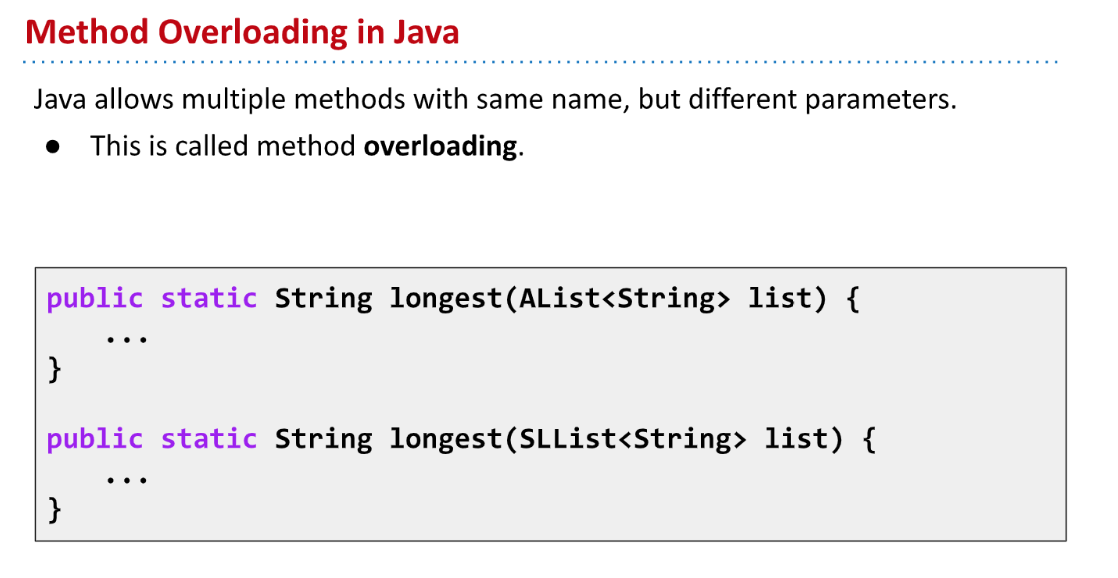 Method Overloading in Java
Java allows multiple methods with same name, but different parameters.
● This is called method overloading.
public static String longest(AList<String> list) {
...
}
public static String longest(SLList<String> list) {
...
}